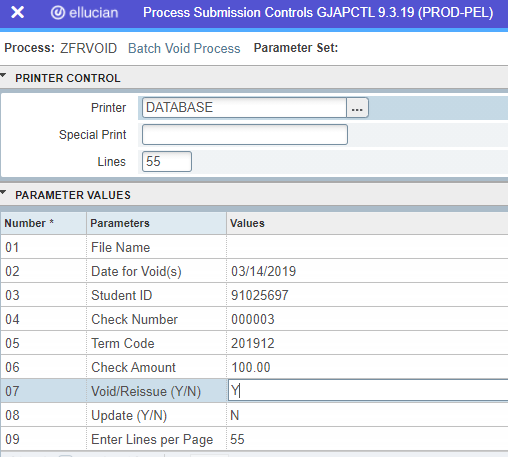 ellucian Process Submission Controls GJAPCTL 9.3.19 (PROD-PEL)
Process: ZFRVOID Batch Void Process Parameter Set:
PRINTER CONTROL
Printer DATABASE ...
Special Print
Lines 55
PARAMETER VALUES
Number * Parameters Values
01 File Name
02 Date for Void(s) 03/14/2019
03 Student ID 91025697
04 Check Number 000003
05 Term Code 201912
06 Check Amount 100.00
07 Void/Reissue (Y/N) Y
08 Update (Y/N) N
09 Enter Lines per Page 55